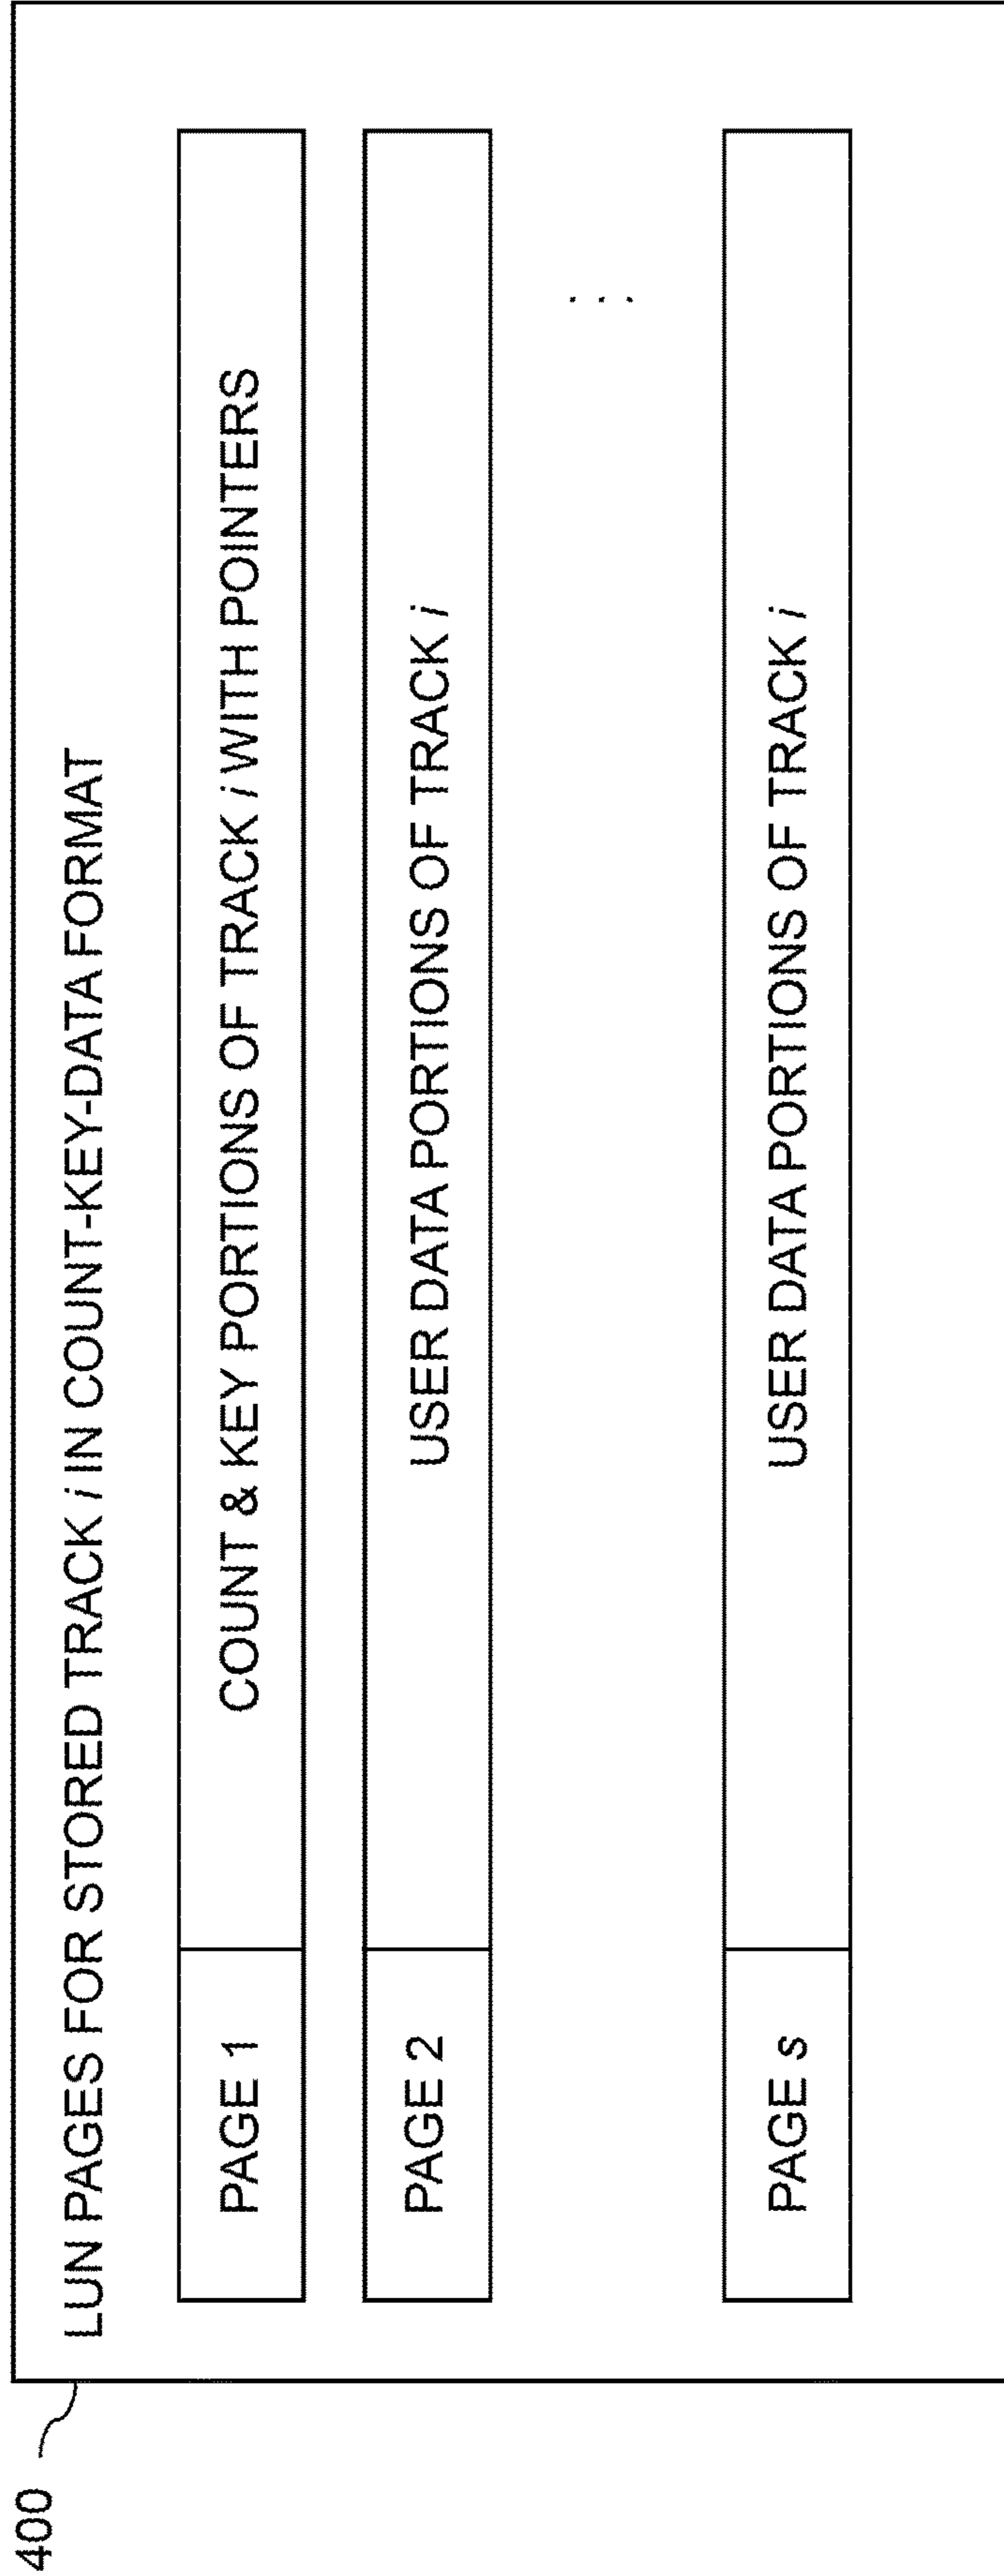 400
LUN PAGES FOR STORED TRACK i IN COUNT-KEY-DATA FORMAT
PAGE 1
COUNT & KEY PORTIONS OF TRACK i WITH POINTERS
PAGE 2
USER DATA PORTIONS OF TRACK i
. . .
PAGE s
USER DATA PORTIONS OF TRACK i